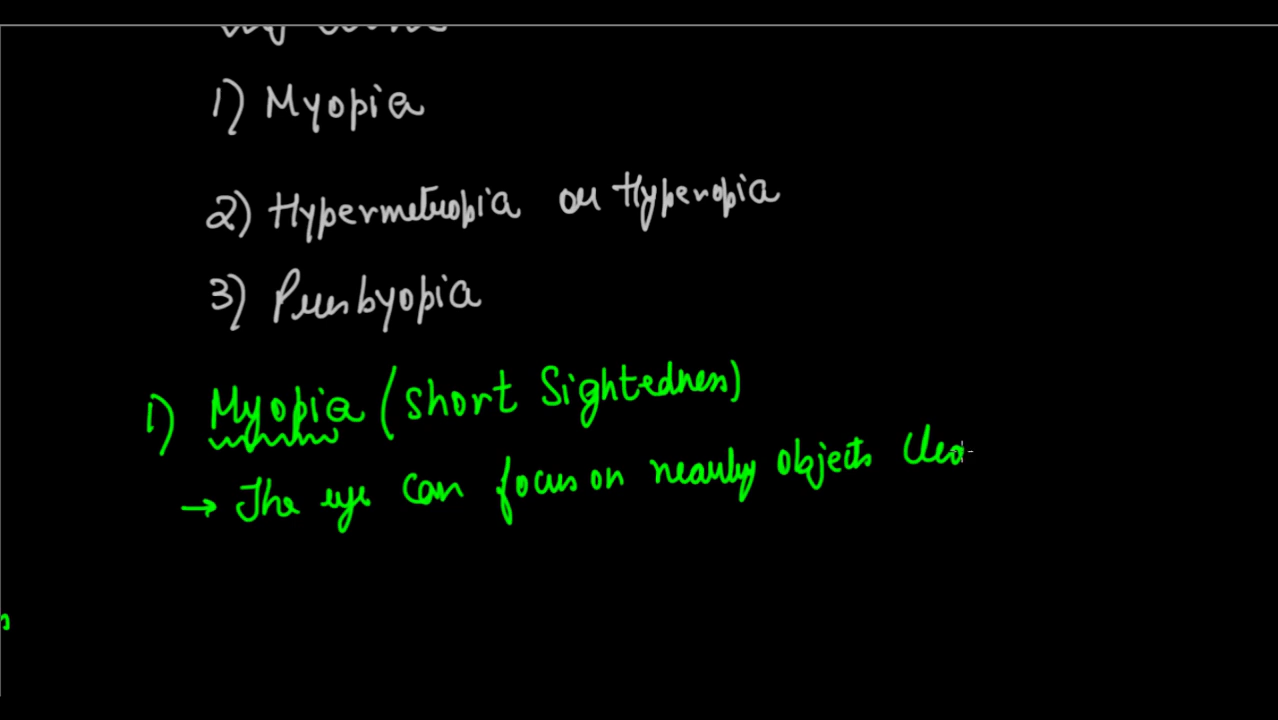 1) Myopia
2) Hypermetropia or Hyperopia
3) Presbyopia
1) Myopia (Short Sightedness)
→ The eye can focus on nearby objects Clea